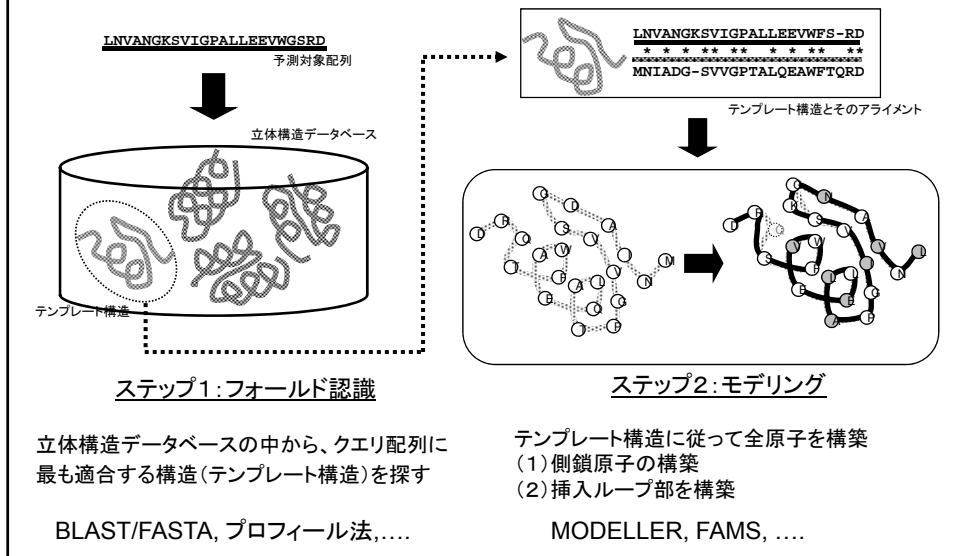 LNVANGKSVIGPALLEEVWGSRD
予測対象配列
立体構造データベース
テンプレート構造
ステップ1:フォールド認識
立体構造データベースの中から、クエリ配列に
最も適合する構造(テンプレート構造)を探す
BLAST/FASTA, プロフィール法,....
LNVANGKSVIGPALLEEVWFS-RD
* * * ** ** * * ** **
MNIADG-SVVGPTALQEAWFTQRD
テンプレート構造とそのアライメント
ステップ2:モデリング
テンプレート構造に従って全原子を構築
(1)側鎖原子の構築
(2)挿入ループ部を構築
MODELLER, FAMS, ....